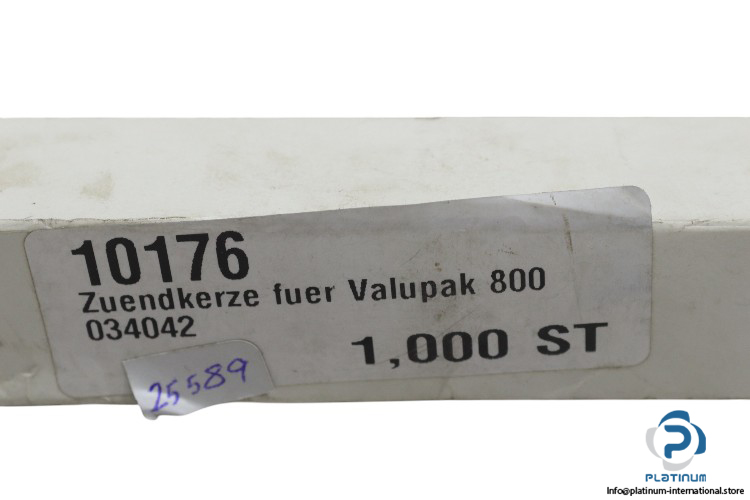 10176
Zuendkerze fuer Valupak 800
034042
1,000 ST
25589
PLATINUM
Info@platinum-international.store